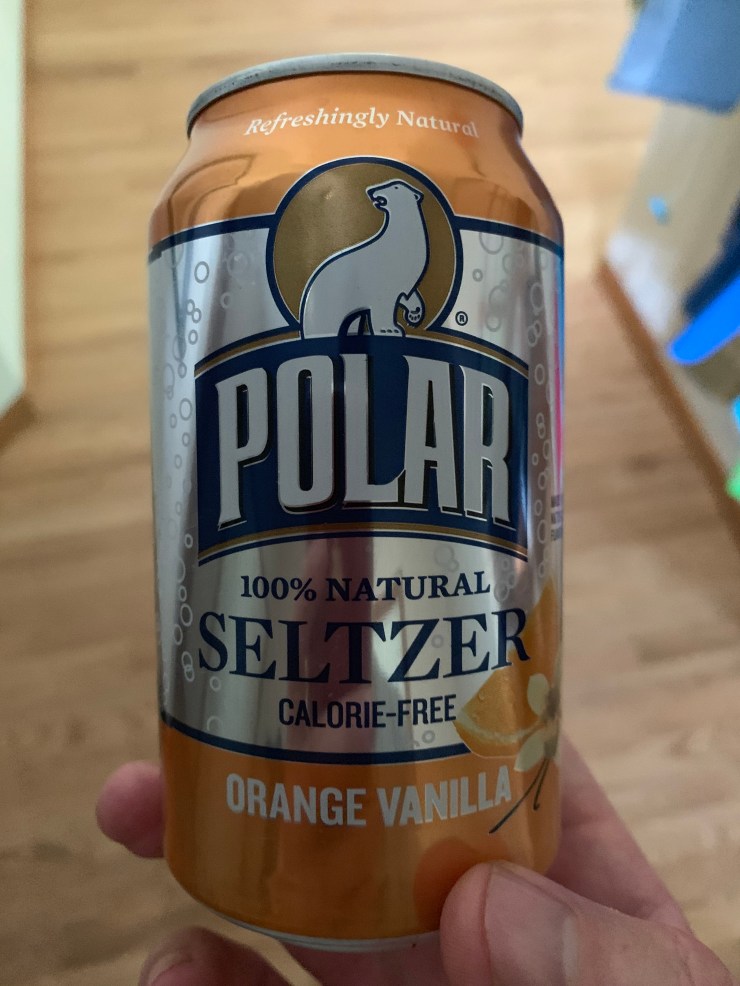 Refreshingly Natural
®
POLAR
100% NATURAL
SELTZER
CALORIE-FREE
ORANGE VANILLA